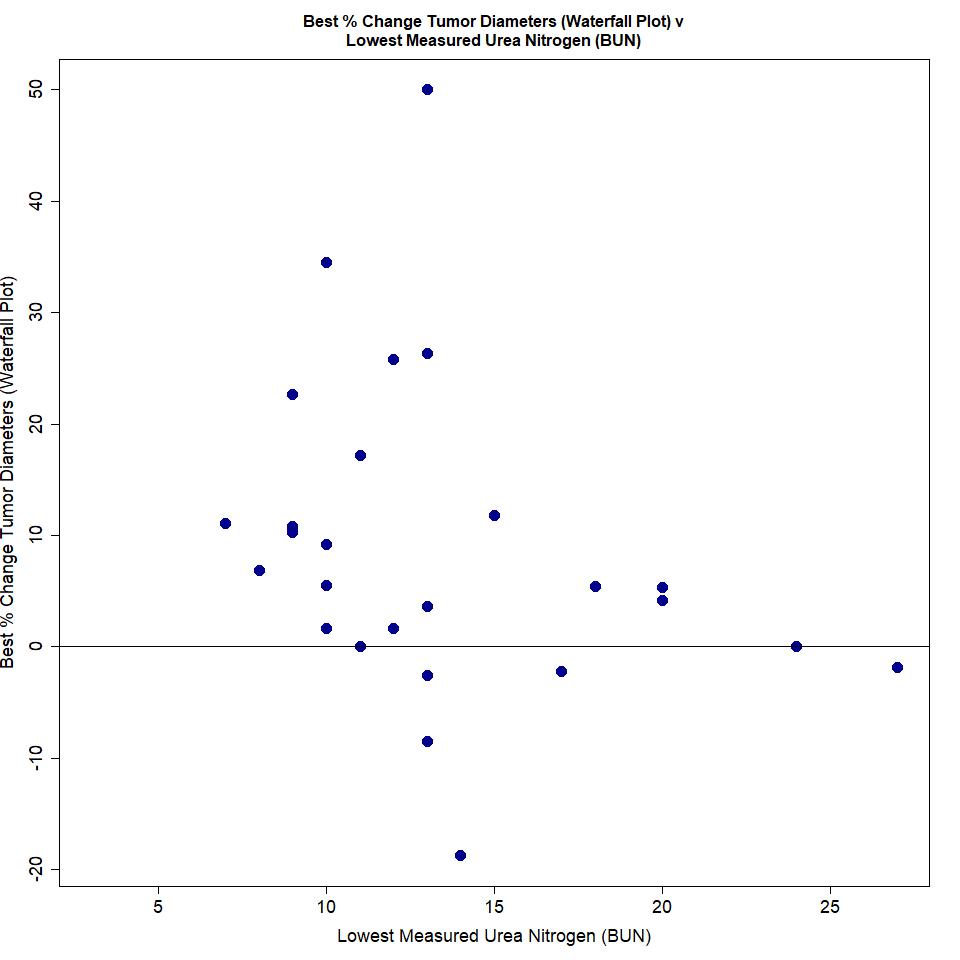 Best % Change Tumor Diameters (Waterfall Plot) v
Lowest Measured Urea Nitrogen (BUN)
Best % Change Tumor Diameters (Waterfall Plot)
50
40
30
20
10
0
-10
-20
5 10 15 20 25
Lowest Measured Urea Nitrogen (BUN)